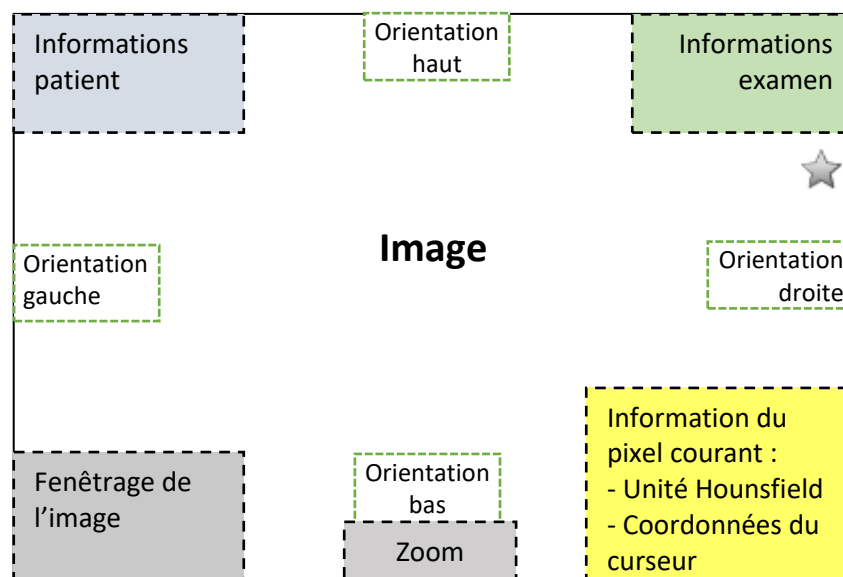 Informations
patient
Orientation
haut
Informations
examen
Image
Orientation
gauche
Orientation
droite
Fenêtrage de
l’image
Orientation
bas
Zoom
Information du
pixel courant :
- Unité Hounsfield
- Coordonnées du
curseur